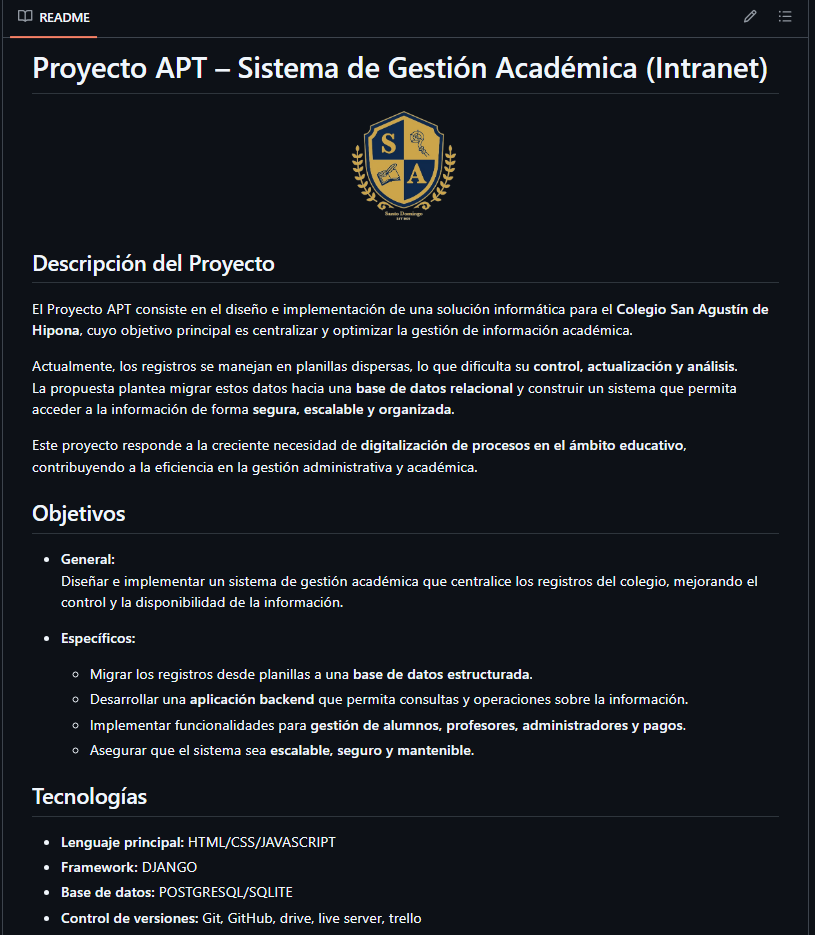 README
Proyecto APT – Sistema de Gestión Académica (Intranet)
S
A
Santo Domingo
Descripción del Proyecto
El Proyecto APT consiste en el diseño e implementación de una solución informática para el Colegio San Agustín de
Hipona, cuyo objetivo principal es centralizar y optimizar la gestión de información académica.
Actualmente, los registros se manejan en planillas dispersas, lo que dificulta su control, actualización y análisis.
La propuesta plantea migrar estos datos hacia una base de datos relacional y construir un sistema que permita
acceder a la información de forma segura, escalable y organizada.
Este proyecto responde a la creciente necesidad de digitalización de procesos en el ámbito educativo,
contribuyendo a la eficiencia en la gestión administrativa y académica.
Objetivos
• General:
Diseñar e implementar un sistema de gestión académica que centralice los registros del colegio, mejorando el
control y la disponibilidad de la información.
• Específicos:
◦ Migrar los registros desde planillas a una base de datos estructurada.
◦ Desarrollar una aplicación backend que permita consultas y operaciones sobre la información.
◦ Implementar funcionalidades para gestión de alumnos, profesores, administradores y pagos.
◦ Asegurar que el sistema sea escalable, seguro y mantenible.
Tecnologías
• Lenguaje principal: HTML/CSS/JAVASCRIPT
• Framework: DJANGO
• Base de datos: POSTGRESQL/SQLITE
• Control de versiones: Git, GitHub, drive, live server, trello